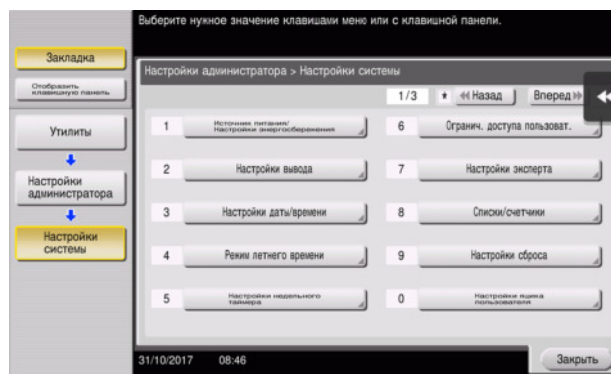 Выберите нужное значение клавишами меню или с клавишной панели.
Закладка
Отобразить
клавишную панель
Утилиты
Настройки
администратора
Настройки
системы
Настройки администратора > Настройки системы
1/3 * Назад Вперед
1 Источник питания/
Настройки энергосбережения
6 Огранич. доступа пользоват.
2 Настройки вывода
7 Настройки эксперта
3 Настройки даты/времени
8 Списки/счетчики
4 Режим летнего времени
9 Настройки сброса
5 Настройки недельного
таймера
0 Настройки ящика
пользователя
31/10/2017 08:46
Закрыть